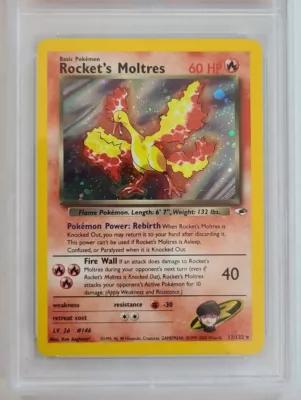 Basic Pokémon
Rocket's Moltres 60 HP
Flame Pokémon. Length: 6' 7", Weight: 132 lbs.
Pokémon Power: Rebirth When Rocket's Moltres is
Knocked Out, you may return it to your hand after discarding it.
This power can't be used if Rocket's Moltres is Asleep,
Confused, or Paralyzed when it is Knocked Out.
Fire Wall If an attack does damage to Rocket's
Moltres during your opponent's next turn (even if
Rocket's Moltres is Knocked Out), Rocket's Moltres
attacks your opponent's Active Pokémon for 10
damage. (Apply Weakness and Resistance.)
40
weakness resistance -30
retreat cost
LV. 26 #146
12/132 ★